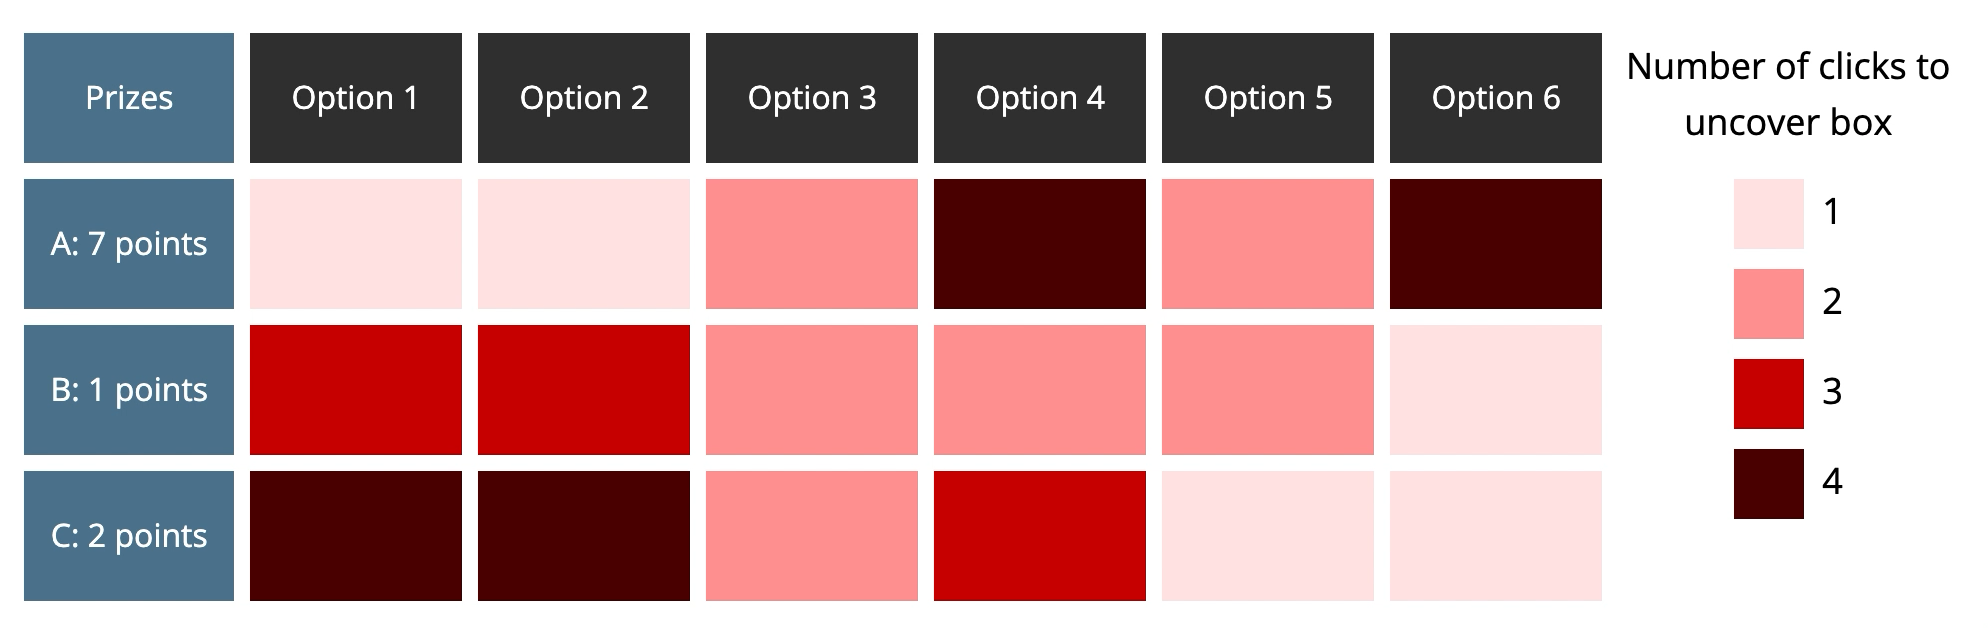 Prizes
Option 1
Option 2
Option 3
Option 4
Option 5
Option 6
Number of clicks to
uncover box
A: 7 points
B: 1 points
C: 2 points
1
2
3
4